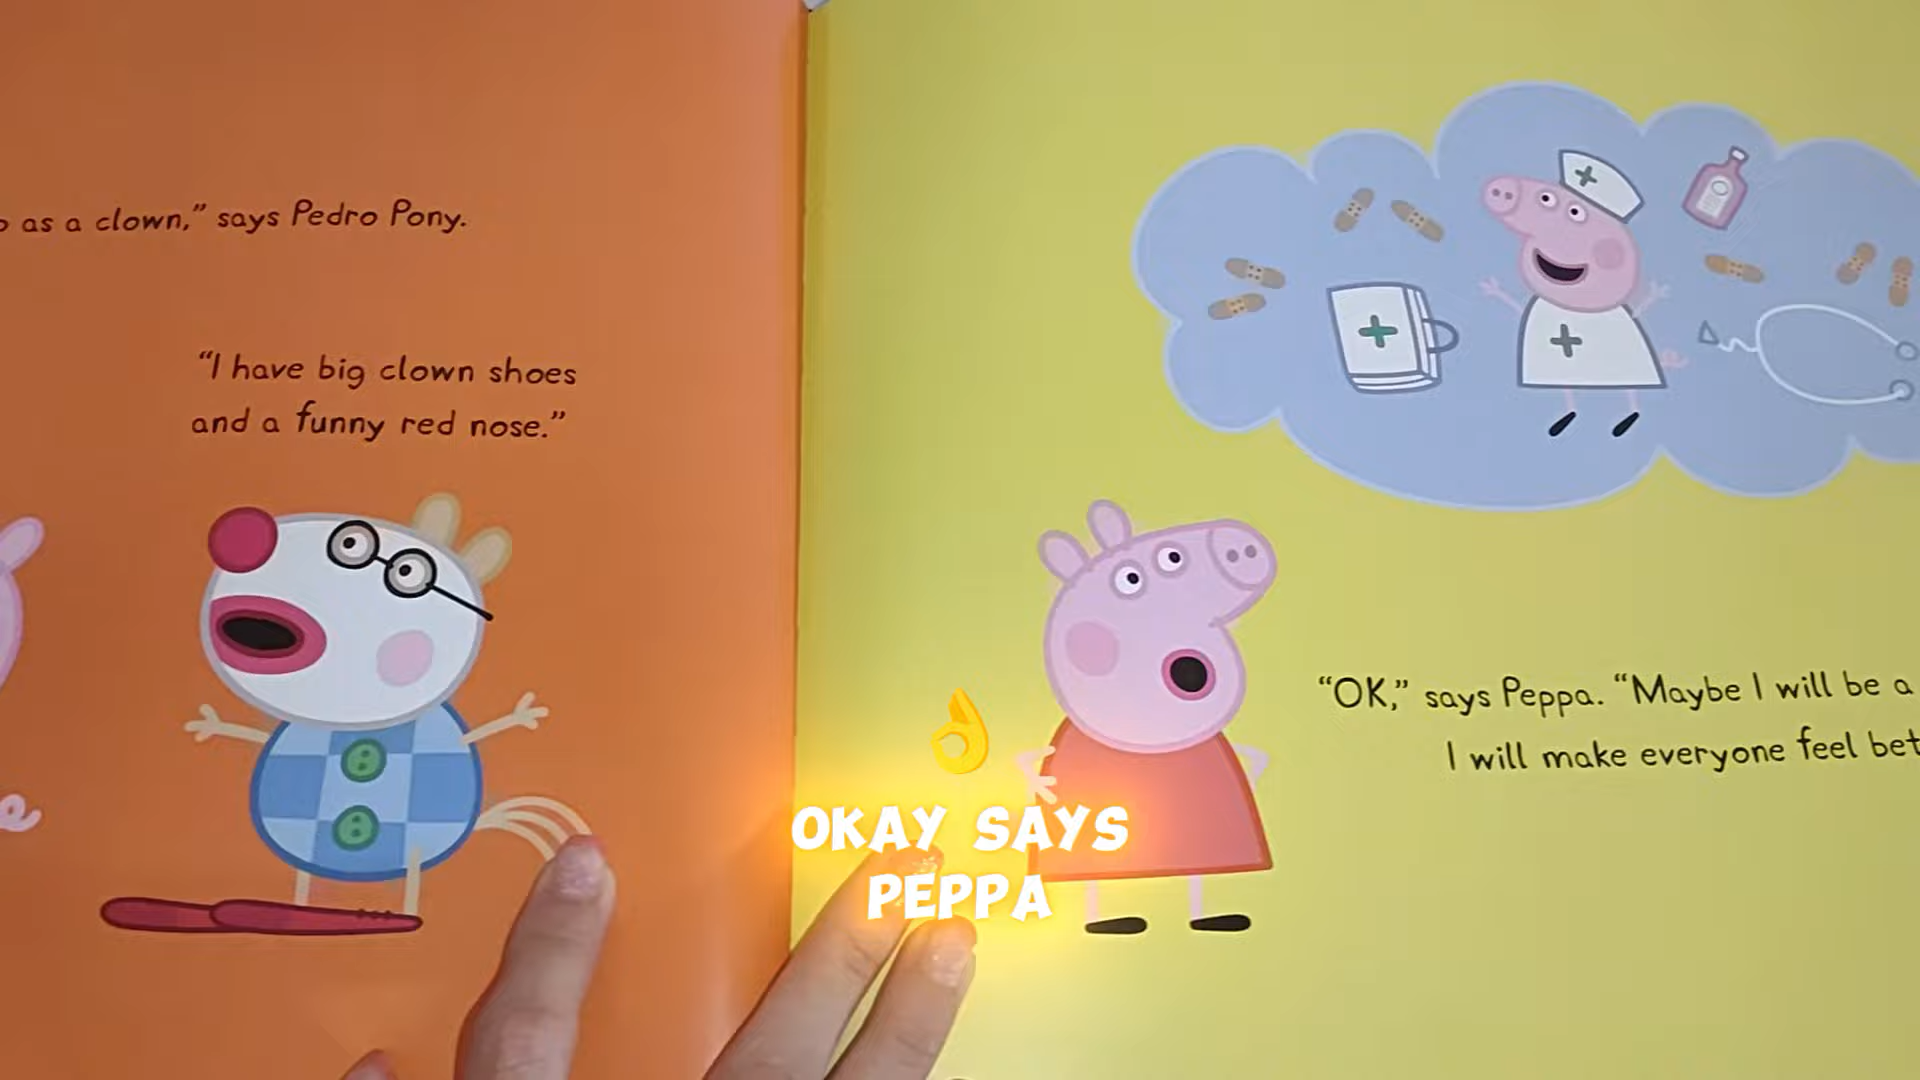 as a clown,” says Pedro Pony.
“I have big clown shoes
and a funny red nose.”
“OK,” says Peppa. “Maybe I will be a
I will make everyone feel
OKAY SAYS
PEPPA